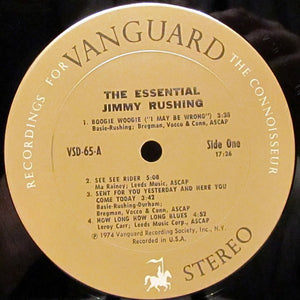 RECORDINGS FOR VANGUARD THE CONNOISSEUR
THE ESSENTIAL
JIMMY RUSHING
1. BOOGIE WOOGIE ("I MAY BE WRONG") 3:38
Basie-Rushing; Bregman, Vocco & Conn, ASCAP
VSD-65-A
Side One
17:26
2. SEE SEE RIDER 5:08
Ma Rainey; Leeds Music, ASCAP
3. SENT FOR YOU YESTERDAY AND HERE YOU
COME TODAY 3:42
Basie-Rushing-Durham;
Bregman, Vocco & Conn, ASCAP
4. HOW LONG HOW LONG BLUES 4:52
Leroy Carr; Leeds Music Corp., ASCAP
℗ 1974 Vanguard Recording Society, Inc., N.Y.
Recorded in U.S.A.
STEREO